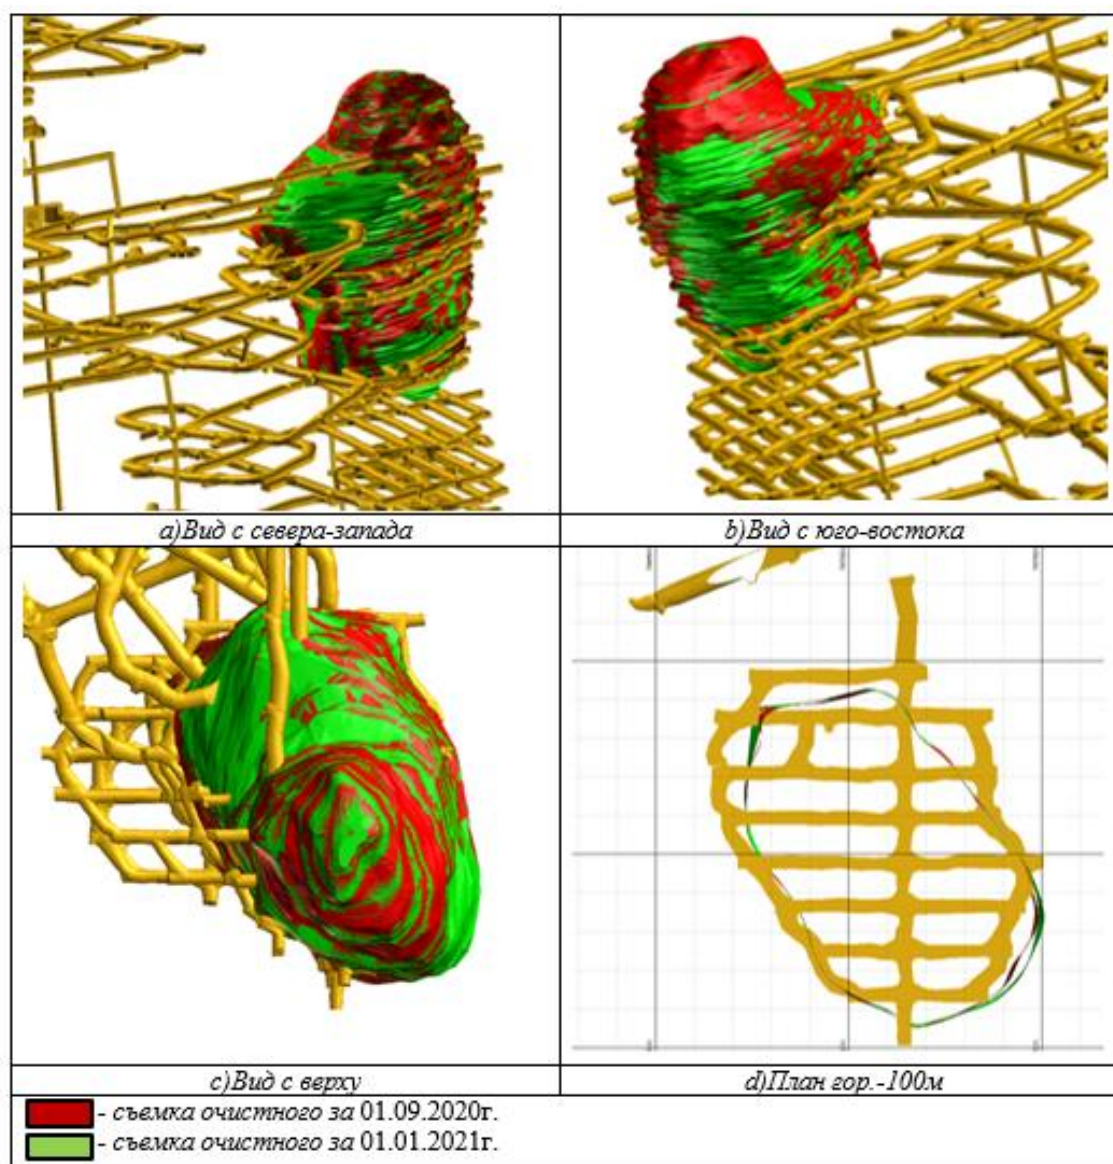 a)Вид с севера-запада
b)Вид с юго-востока
c)Вид с верху
d)План гор.-100м
- съемка очистного за 01.09.2020г.
- съемка очистного за 01.01.2021г.